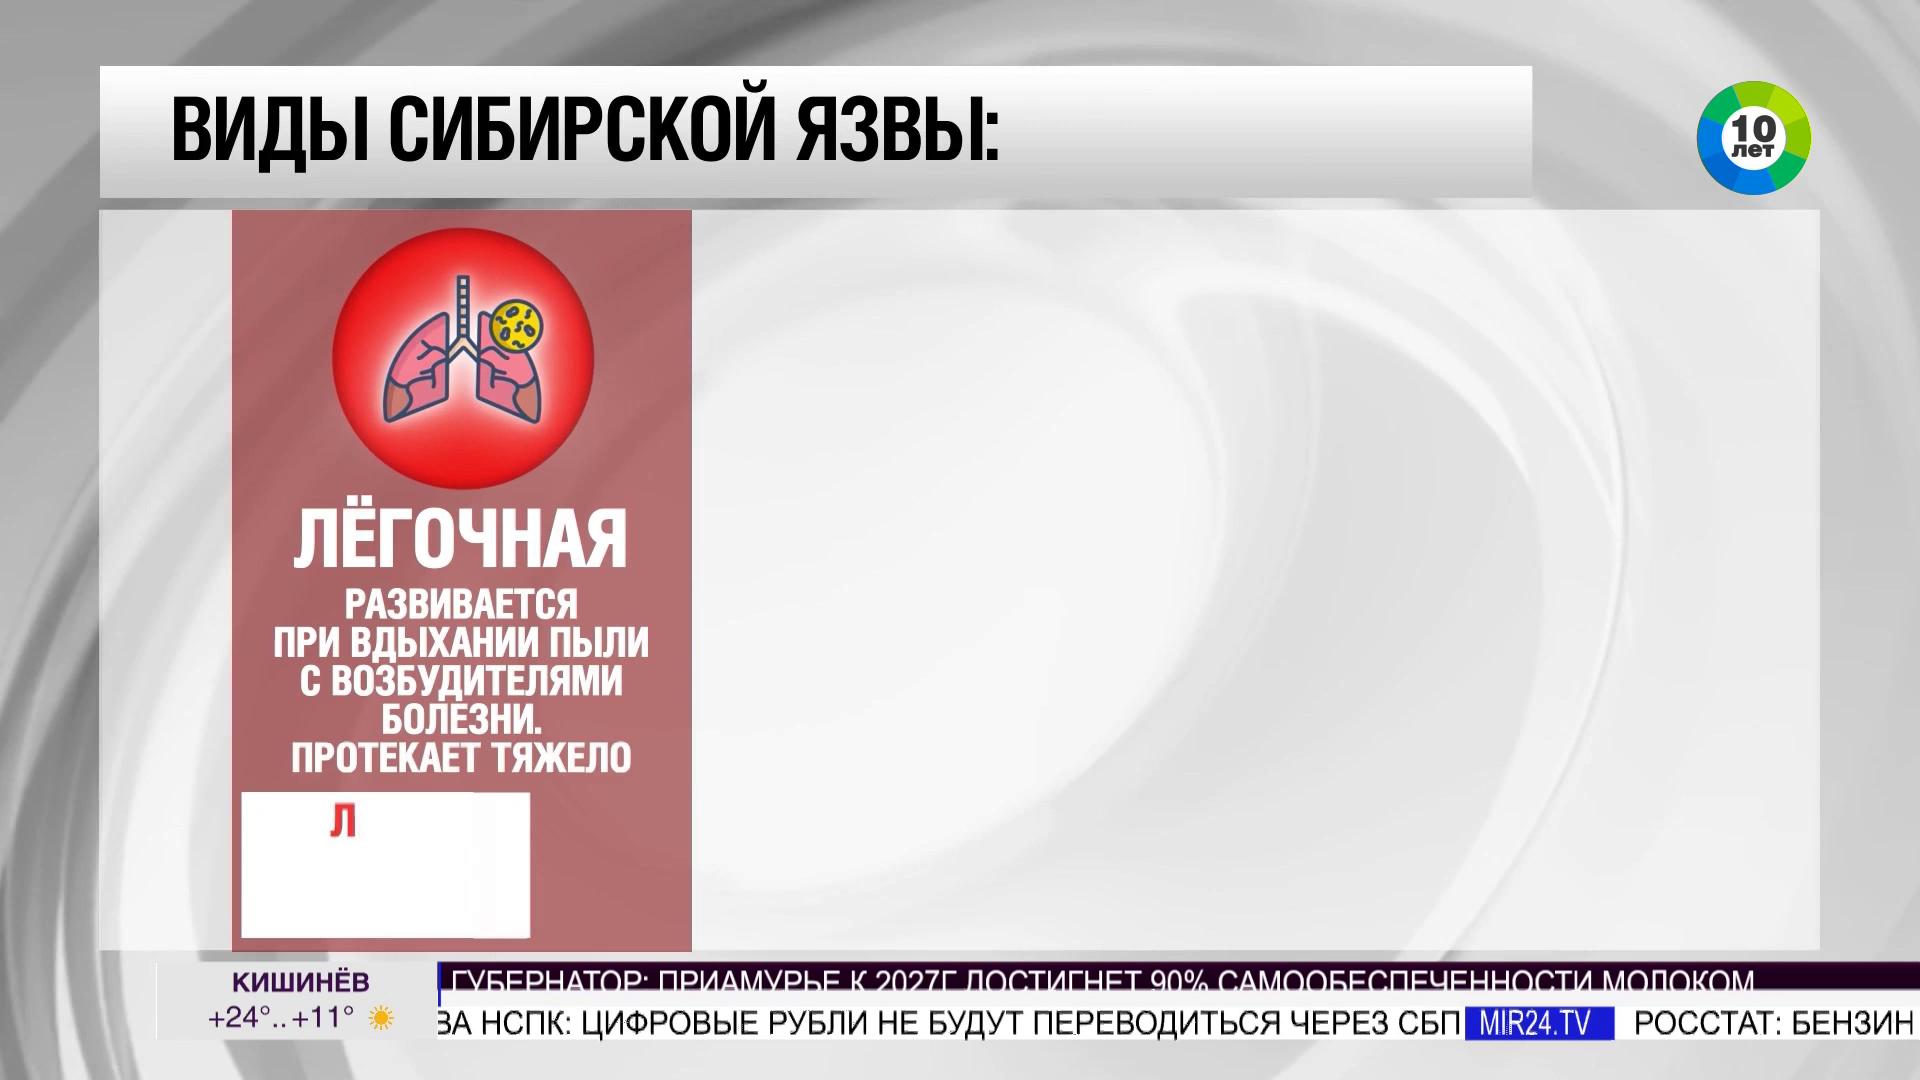 ВИДЫ СИБИРСКОЙ ЯЗВЫ:
10
лет
ЛЁГОЧНАЯ
РАЗВИВАЕТСЯ
ПРИ ВДЫХАНИИ ПЫЛИ
С ВОЗБУДИТЕЛЯМИ
БОЛЕЗНИ.
ПРОТЕКАЕТ ТЯЖЕЛО
Л
КИШИНЁВ
+24°..+11°
ГУБЕРНАТОР: ПРИАМУРЬЕ К 2027Г ДОСТИГНЕТ 90% САМООБЕСПЕЧЕННОСТИ МОЛОКОМ
ВА НСПК: ЦИФРОВЫЕ РУБЛИ НЕ БУДУТ ПЕРЕВОДИТЬСЯ ЧЕРЕЗ СБП MIR24.TV РОССТАТ: БЕНЗИН